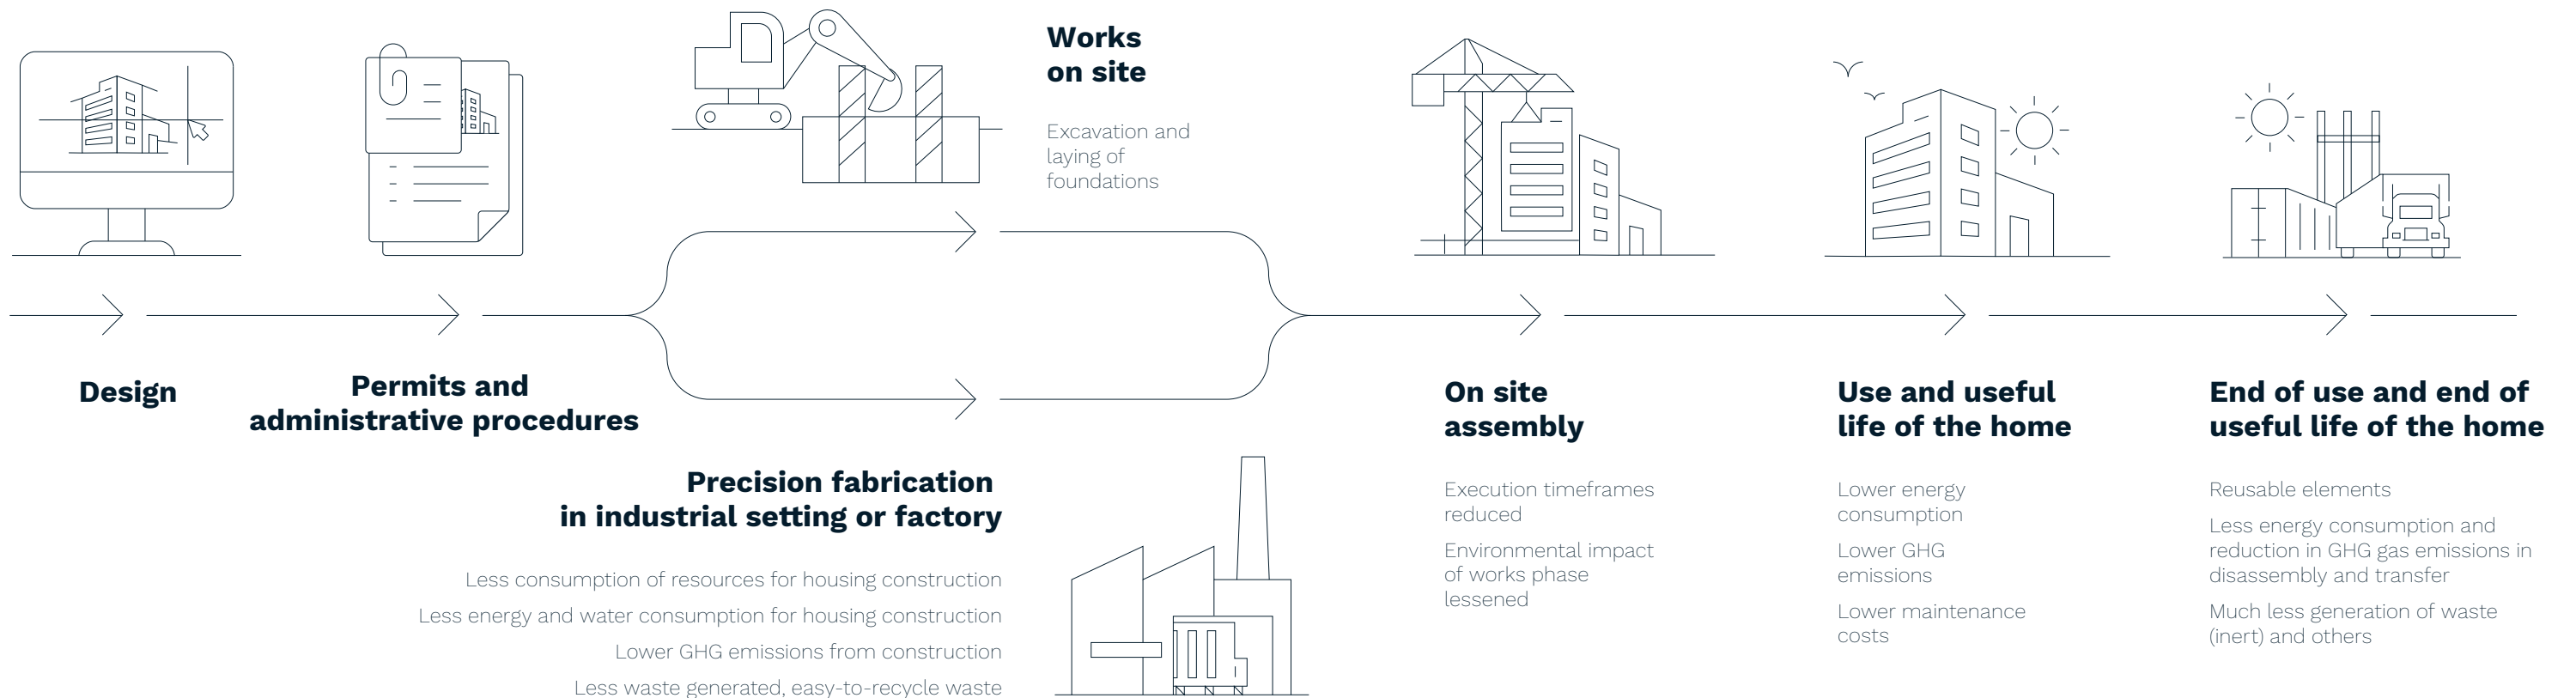 Works
on site
Excavation and
laying of
foundations
Design
Permits and
administrative procedures
Precision fabrication
in industrial setting or factory
Less consumption of resources for housing construction
Less energy and water consumption for housing construction
Lower GHG emissions from construction
Less waste generated, easy-to-recycle waste
On site
assembly
Execution timeframes
reduced
Environmental impact
of works phase
lessened
Use and useful
life of the home
Lower energy
consumption
Lower GHG
emissions
Lower maintenance
costs
End of use and end of
useful life of the home
Reusable elements
Less energy consumption and
reduction in GHG gas emissions in
disassembly and transfer
Much less generation of waste
(inert) and others